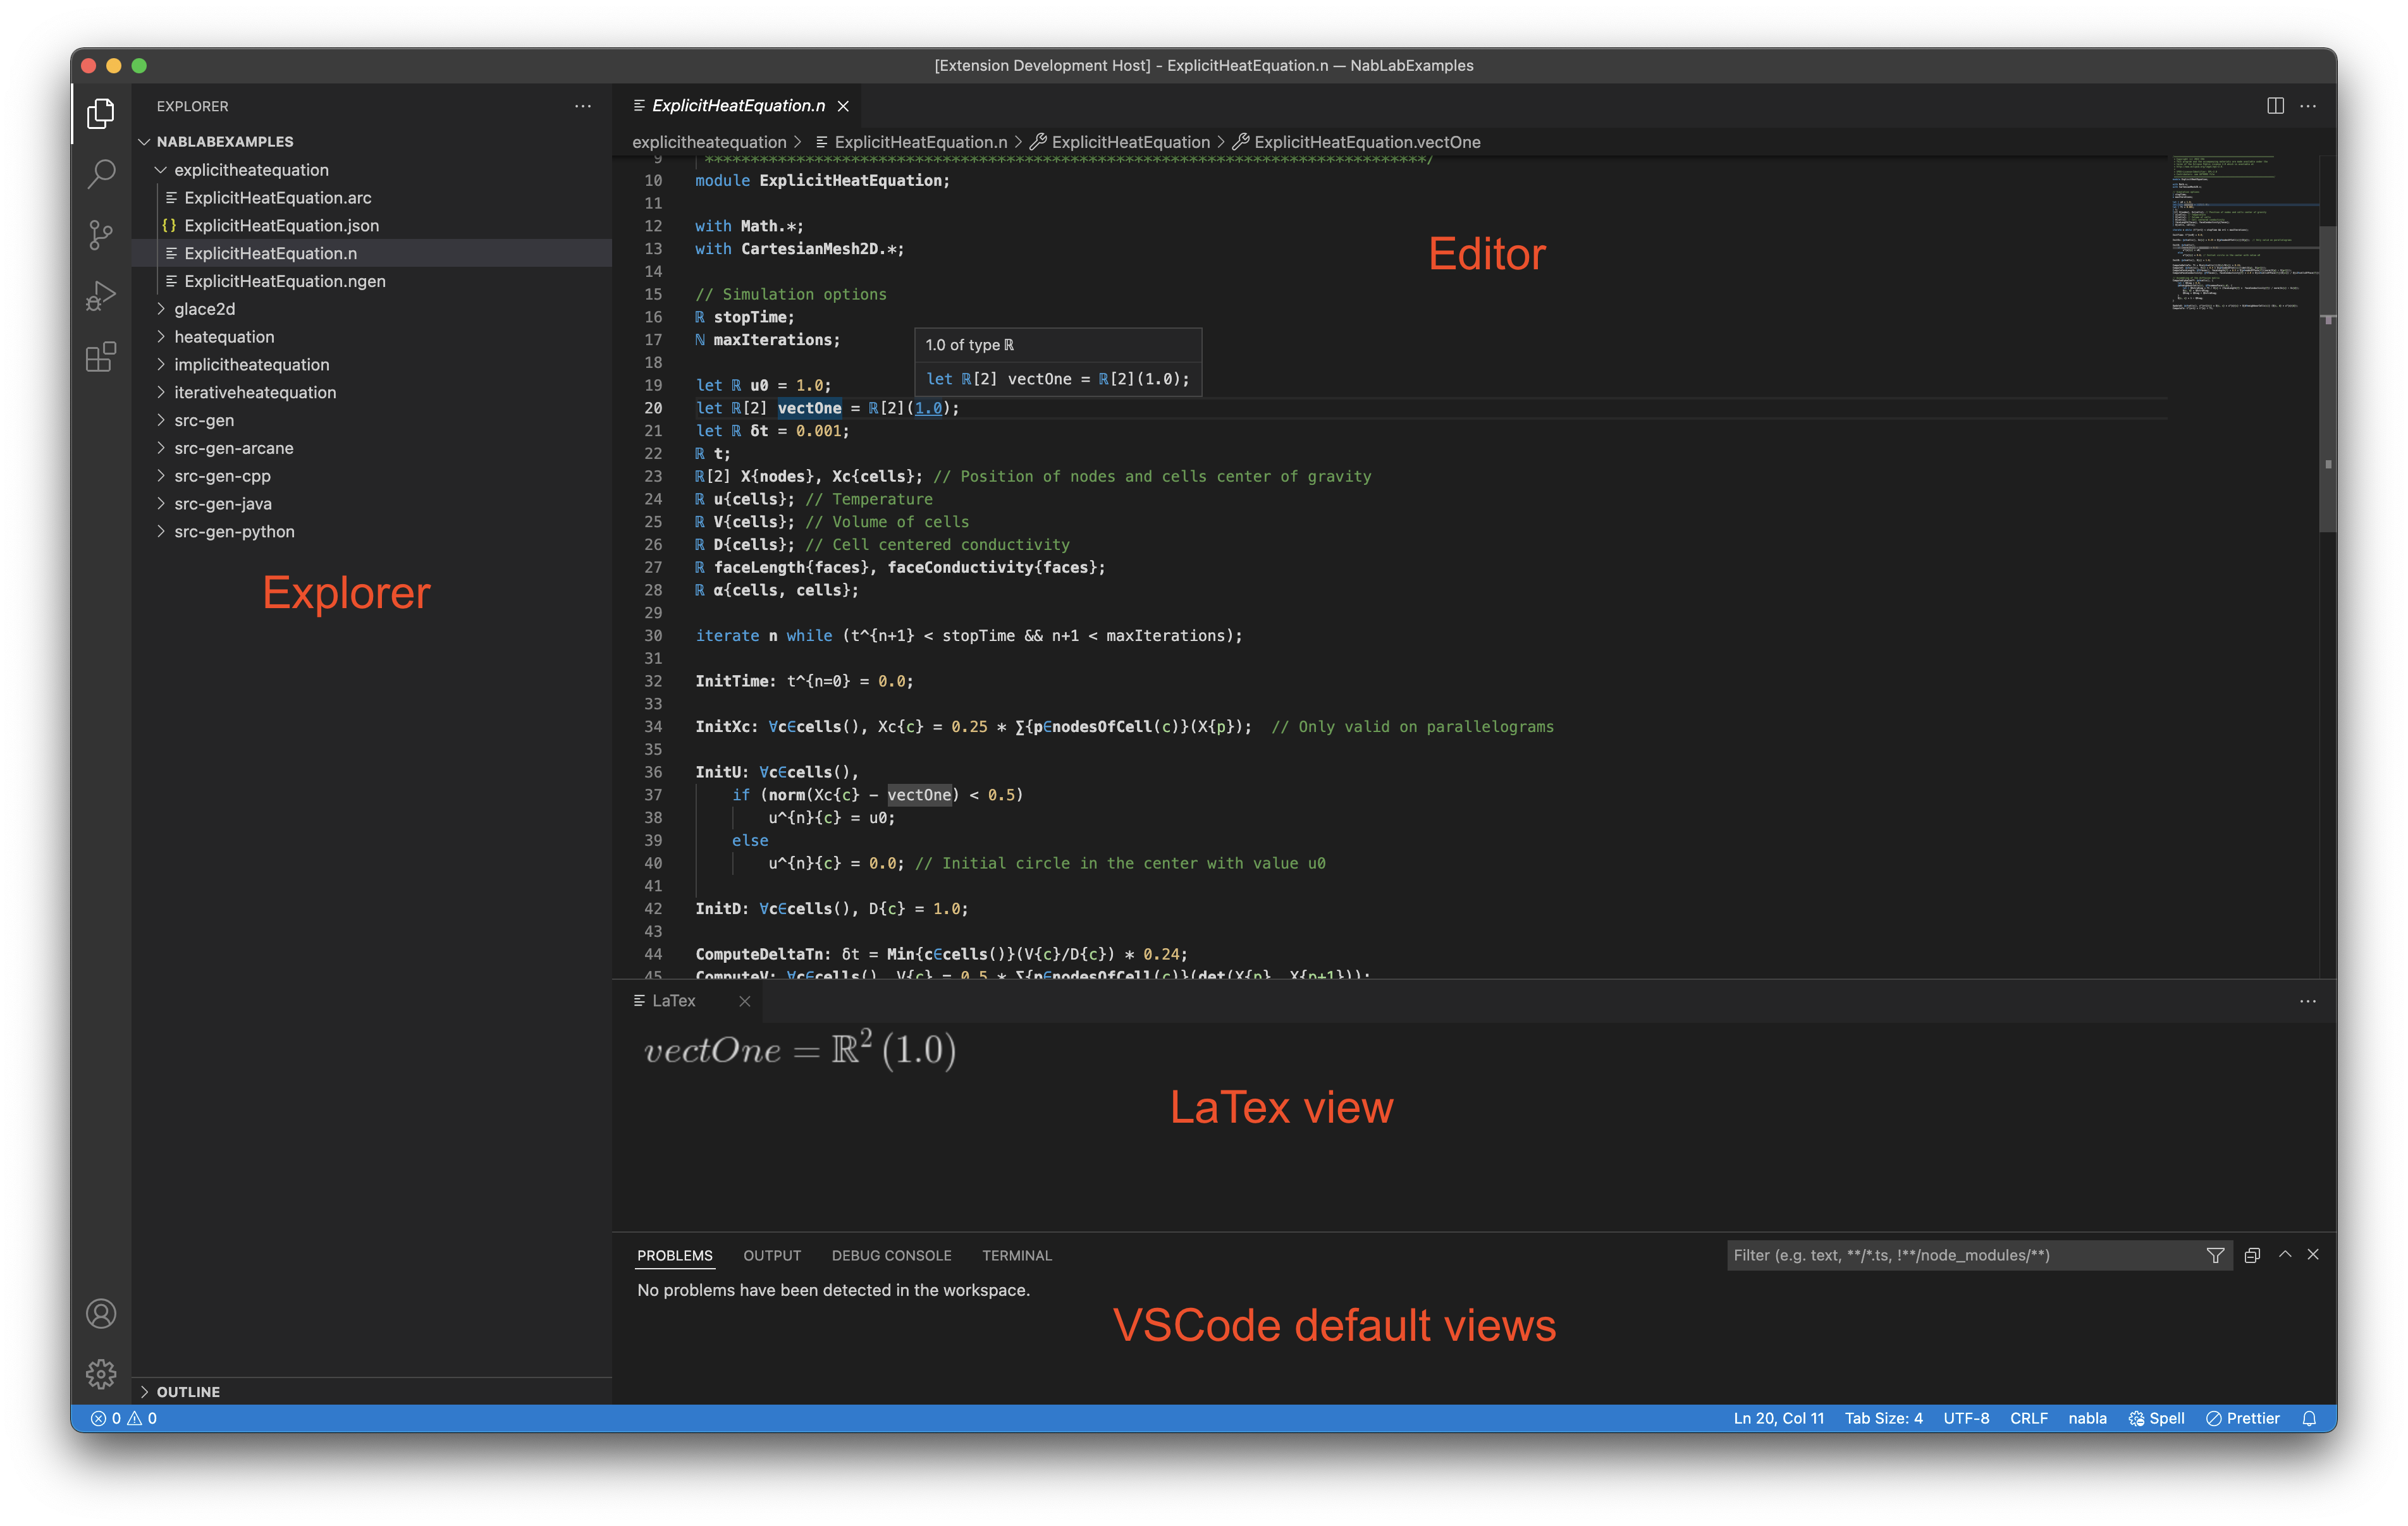 [Extension Development Host] - ExplicitHeatEquation.n — NabLabExamples
EXPLORER
NABLABEXAMPLES
explicitheatequation
ExplicitHeatEquation.arc
{} ExplicitHeatEquation.json
ExplicitHeatEquation.n
ExplicitHeatEquation.ngen
glace2d
heatequation
implicitheatequation
iterativeheatequation
src-gen
src-gen-arcane
src-gen-cpp
src-gen-java
src-gen-python
Explorer
OUTLINE
ExplicitHeatEquation.n
explicitheatequation > ExplicitHeatEquation.n > ExplicitHeatEquation > ExplicitHeatEquation.vectOne
Editor
10 module ExplicitHeatEquation;
11
12 with Math.*;
13 with CartesianMesh2D.*;
14
15 // Simulation options
16 ℝ stopTime;
17 ℕ maxIterations;
1.0 of type ℝ
let ℝ[2] vectOne = ℝ[2](1.0);
18
19 let ℝ u0 = 1.0;
20 let ℝ[2] vectOne = ℝ[2](1.0);
21 let ℝ δt = 0.001;
22 ℝ t;
23 ℝ[2] X{nodes}, Xc{cells}; // Position of nodes and cells center of gravity
24 ℝ u{cells}; // Temperature
25 ℝ V{cells}; // Volume of cells
26 ℝ D{cells}; // Cell centered conductivity
27 ℝ faceLength{faces}, faceConductivity{faces};
28 ℝ α{cells, cells};
29
30 iterate n while (t^{n+1} < stopTime && n+1 < maxIterations);
31
32 InitTime: t^{n=0} = 0.0;
33
34 InitXc: ∀c∈cells(), Xc{c} = 0.25 * ∑{p∈nodesOfCell(c)}(X{p}); // Only valid on parallelograms
35
36 InitU: ∀c∈cells(),
37 if (norm(Xc{c} - vectOne) < 0.5)
38 u^{n}{c} = u0;
39 else
40 u^{n}{c} = 0.0; // Initial circle in the center with value u0
41
42 InitD: ∀c∈cells(), D{c} = 1.0;
43
44 ComputeDeltaTn: δt = Min{c∈cells()}(V{c}/D{c}) * 0.24;
45 ComputeV: ∀c∈cells(), V{c} = 0.5 * ∑{p∈nodesOfCell(c)}(det(X{p}, X{p+1}));
LaTex
vectOne = ℝ² (1.0)
LaTex view
PROBLEMS OUTPUT DEBUG CONSOLE TERMINAL Filter (e.g. text, **/*.ts, !**/node_modules/**)
No problems have been detected in the workspace.
VSCode default views
0 0 Ln 20, Col 11 Tab Size: 4 UTF-8 CRLF nabla Spell Prettier